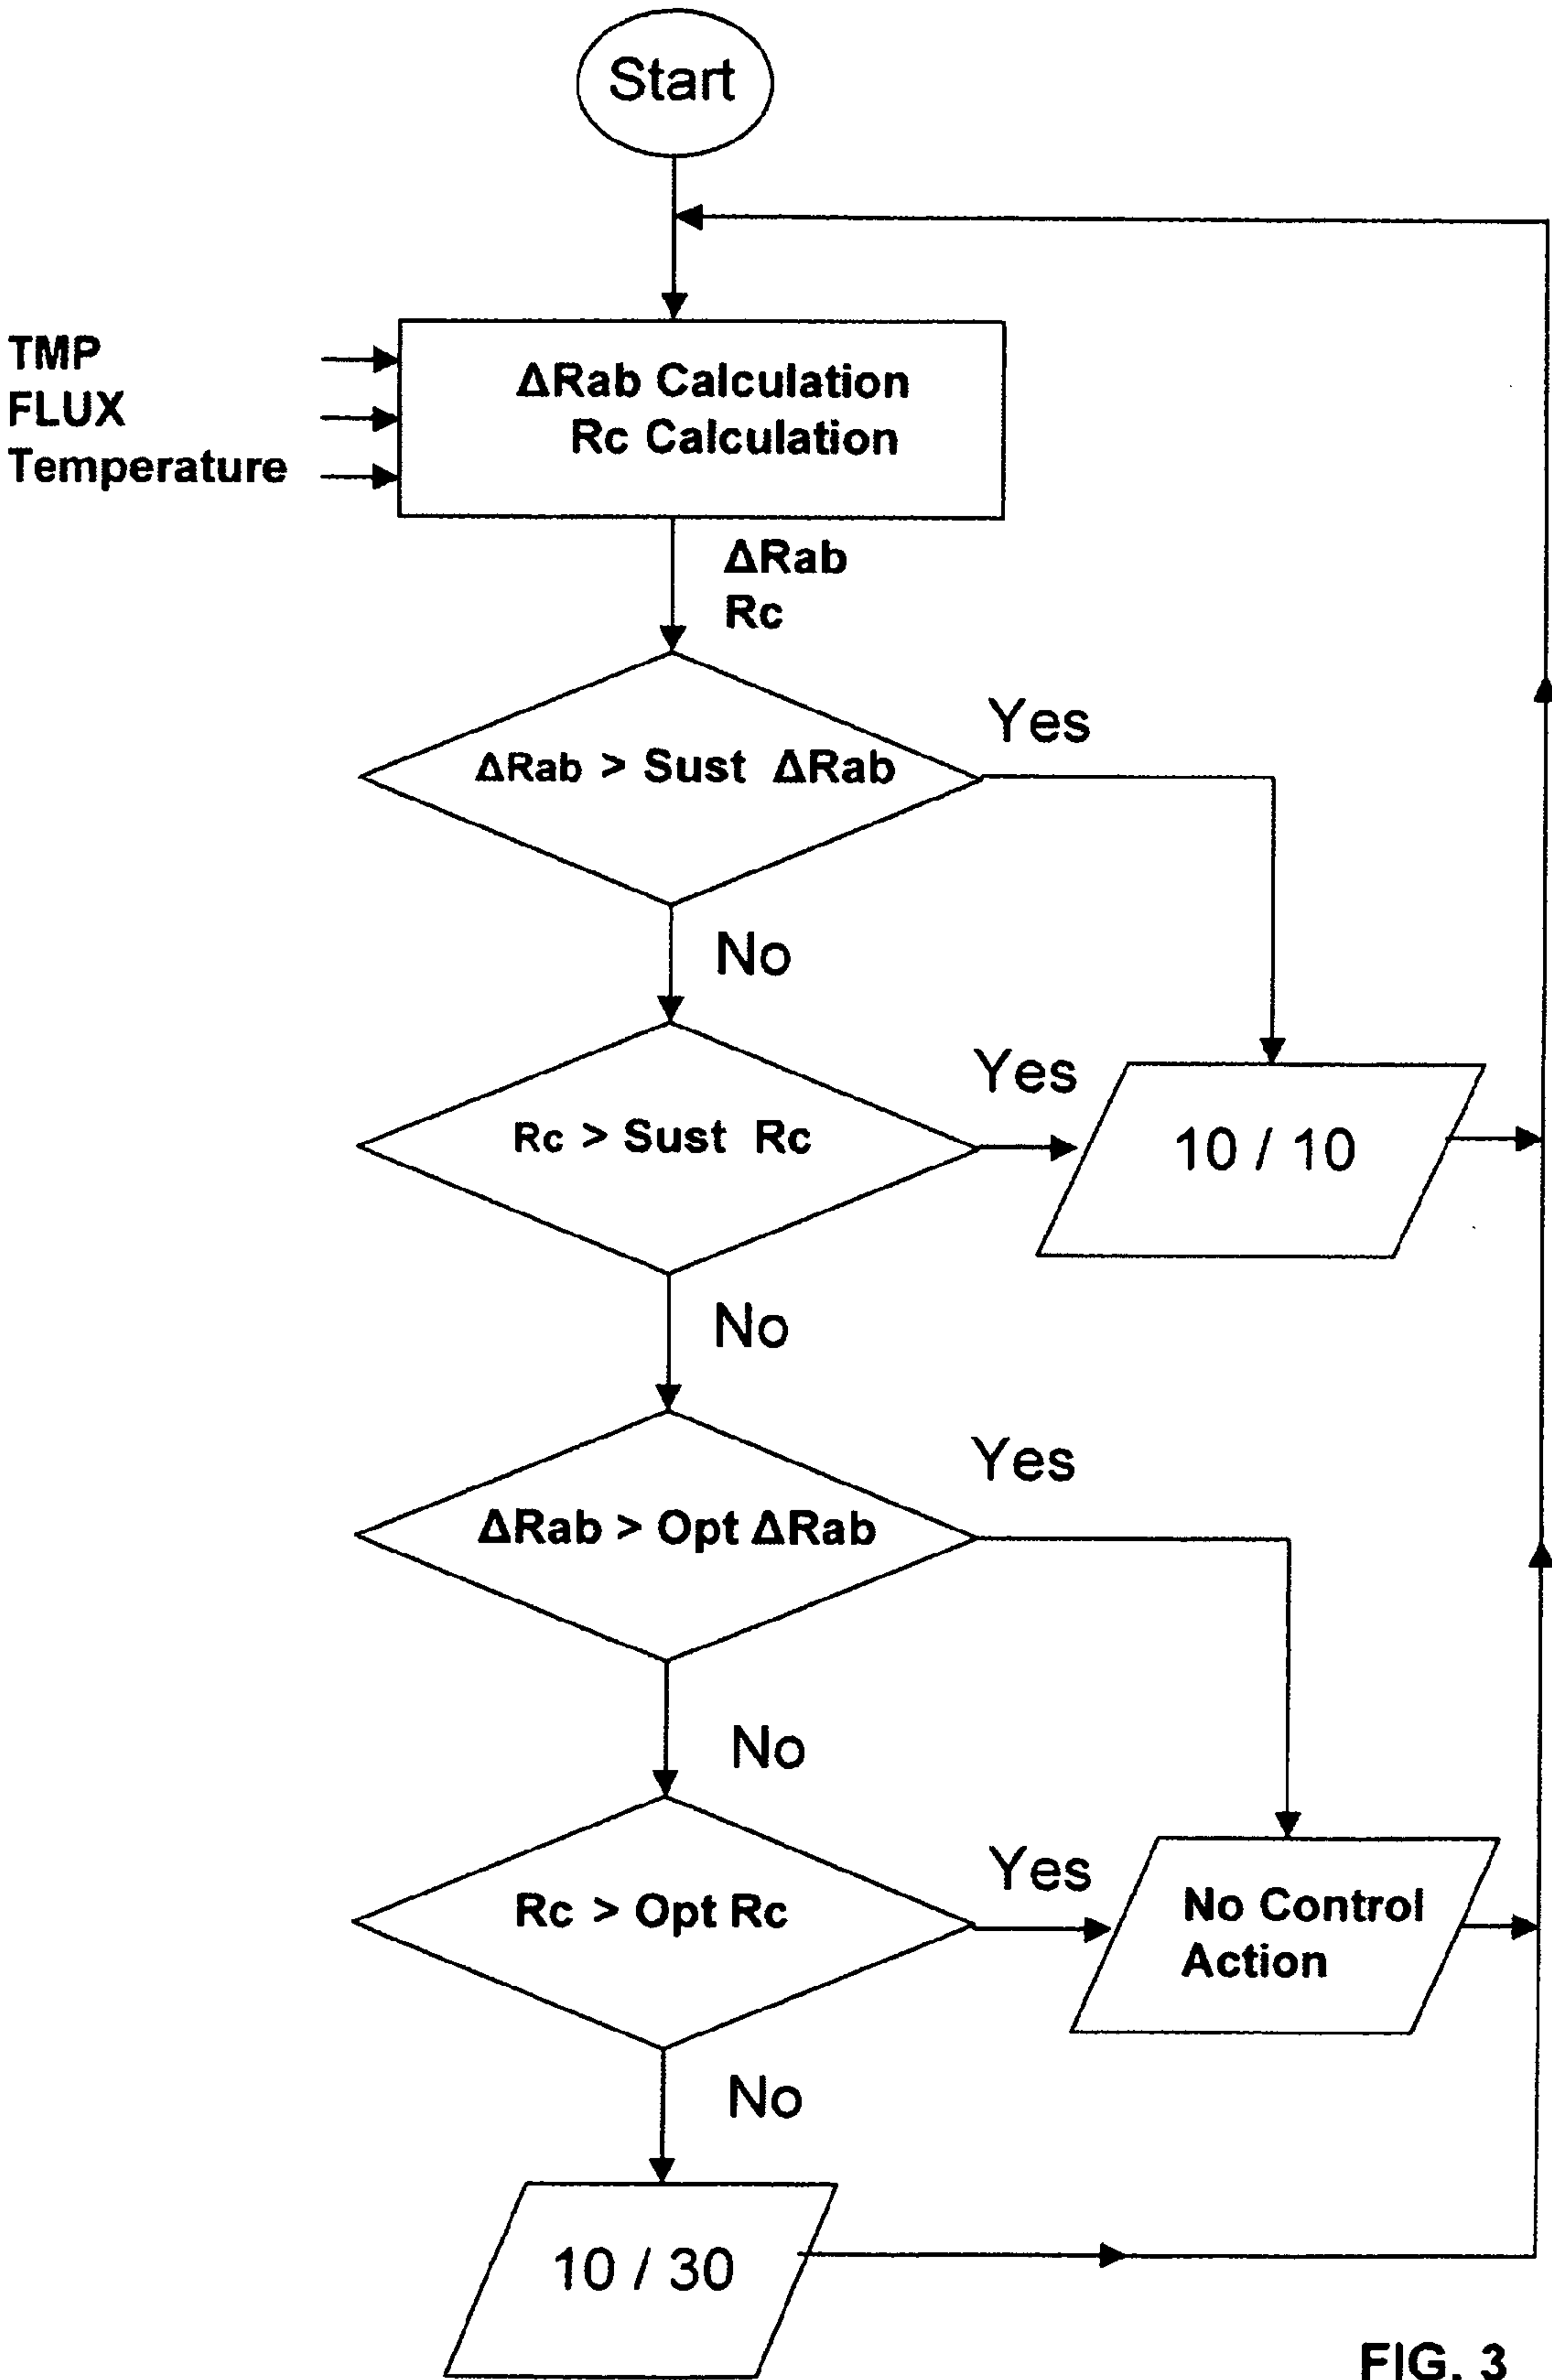 Start
TMP
FLUX
Temperature
ΔRab Calculation
Rc Calculation
ΔRab
Rc
ΔRab > Sust ΔRab
Yes
No
Rc > Sust Rc
Yes
10 / 10
No
ΔRab > Opt ΔRab
Yes
No
Rc > Opt Rc
Yes
No Control
Action
No
10 / 30
FIG. 3